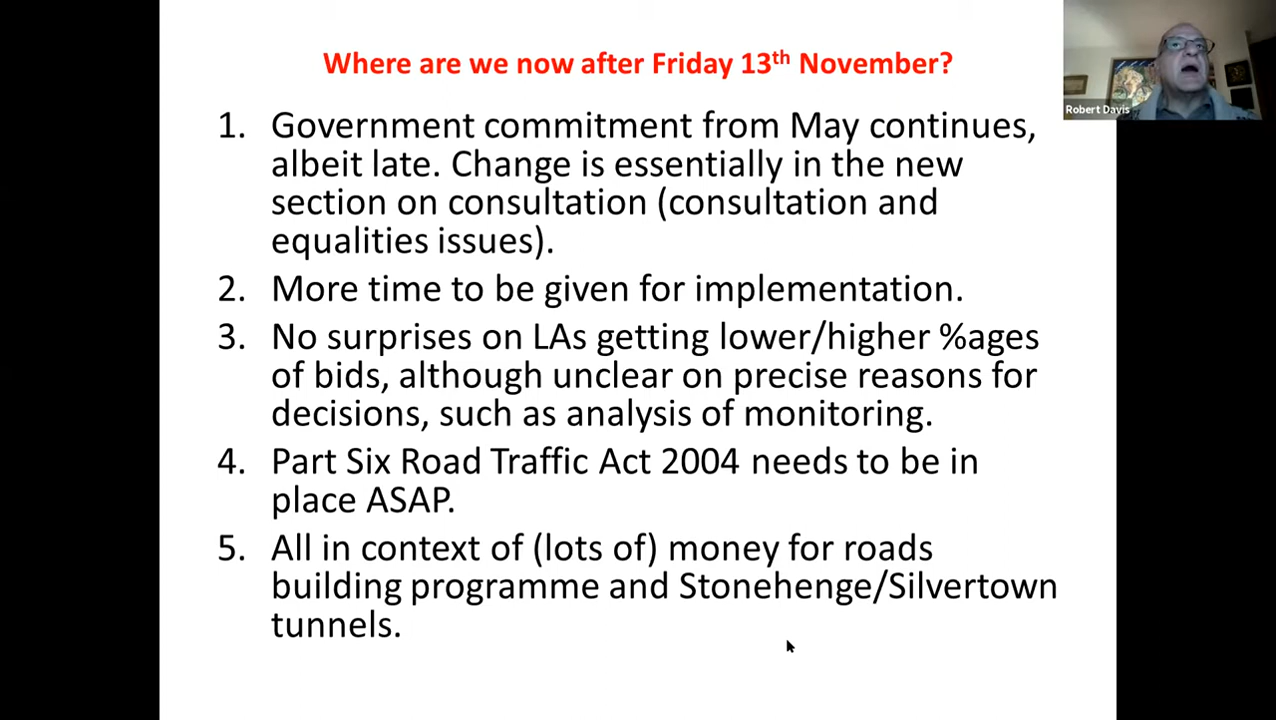 Where are we now after Friday 13th November?
Robert Davis
1. Government commitment from May continues,
albeit late. Change is essentially in the new
section on consultation (consultation and
equalities issues).
2. More time to be given for implementation.
3. No surprises on LAs getting lower/higher %ages
of bids, although unclear on precise reasons for
decisions, such as analysis of monitoring.
4. Part Six Road Traffic Act 2004 needs to be in
place ASAP.
5. All in context of (lots of) money for roads
building programme and Stonehenge/Silvertown
tunnels.